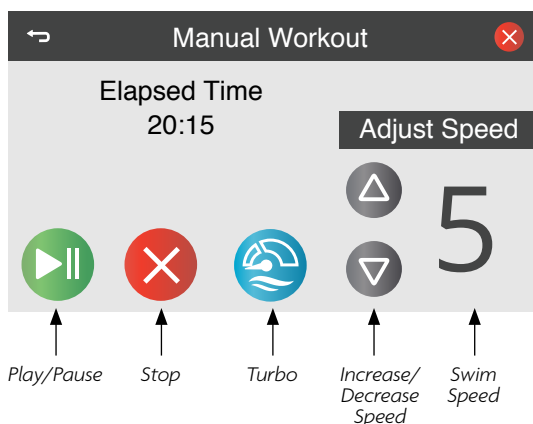 Manual Workout
Elapsed Time
20:15
Adjust Speed
5
Play/Pause
Stop
Turbo
Increase/
Decrease
Speed
Swim
Speed